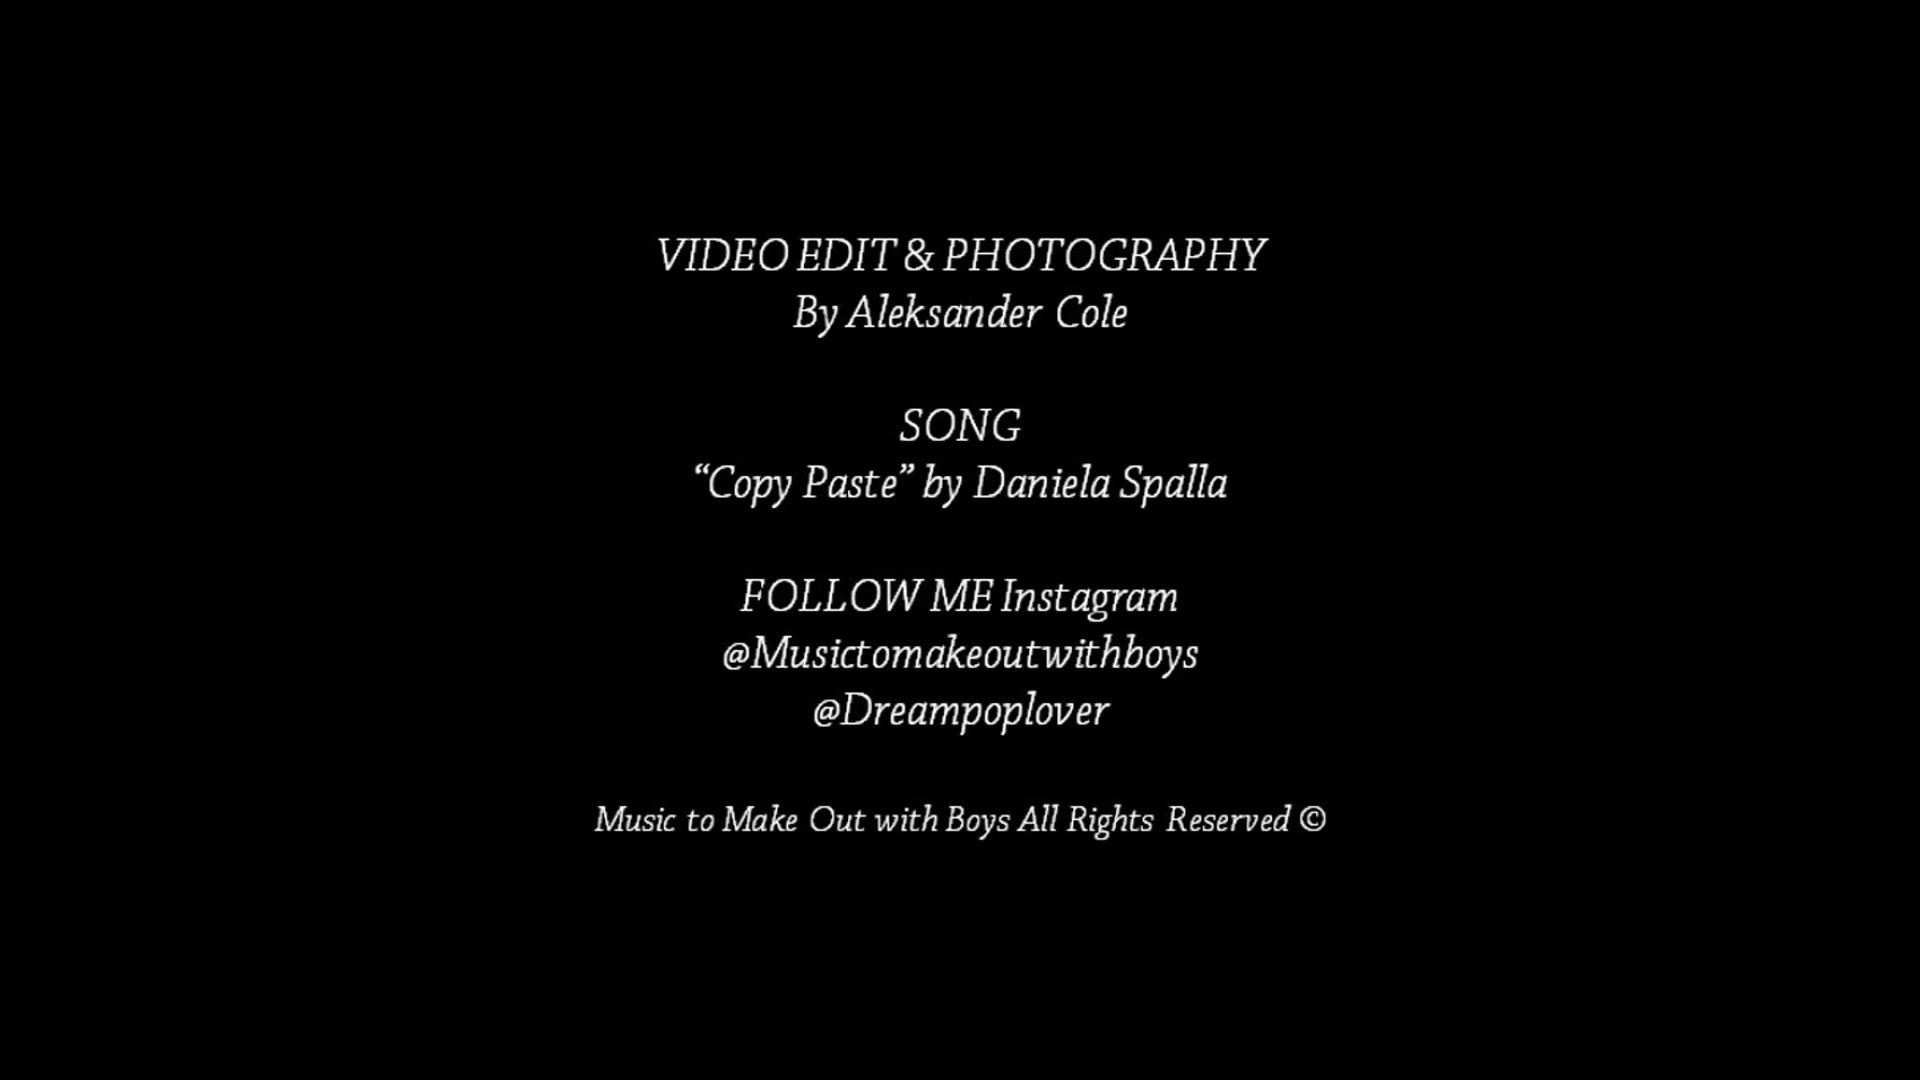 VIDEO EDIT & PHOTOGRAPHY
By Aleksander Cole
SONG
“Copy Paste” by Daniela Spalla
FOLLOW ME Instagram
@Musictomakeoutwithboys
@Dreampoplover
Music to Make Out with Boys All Rights Reserved ©